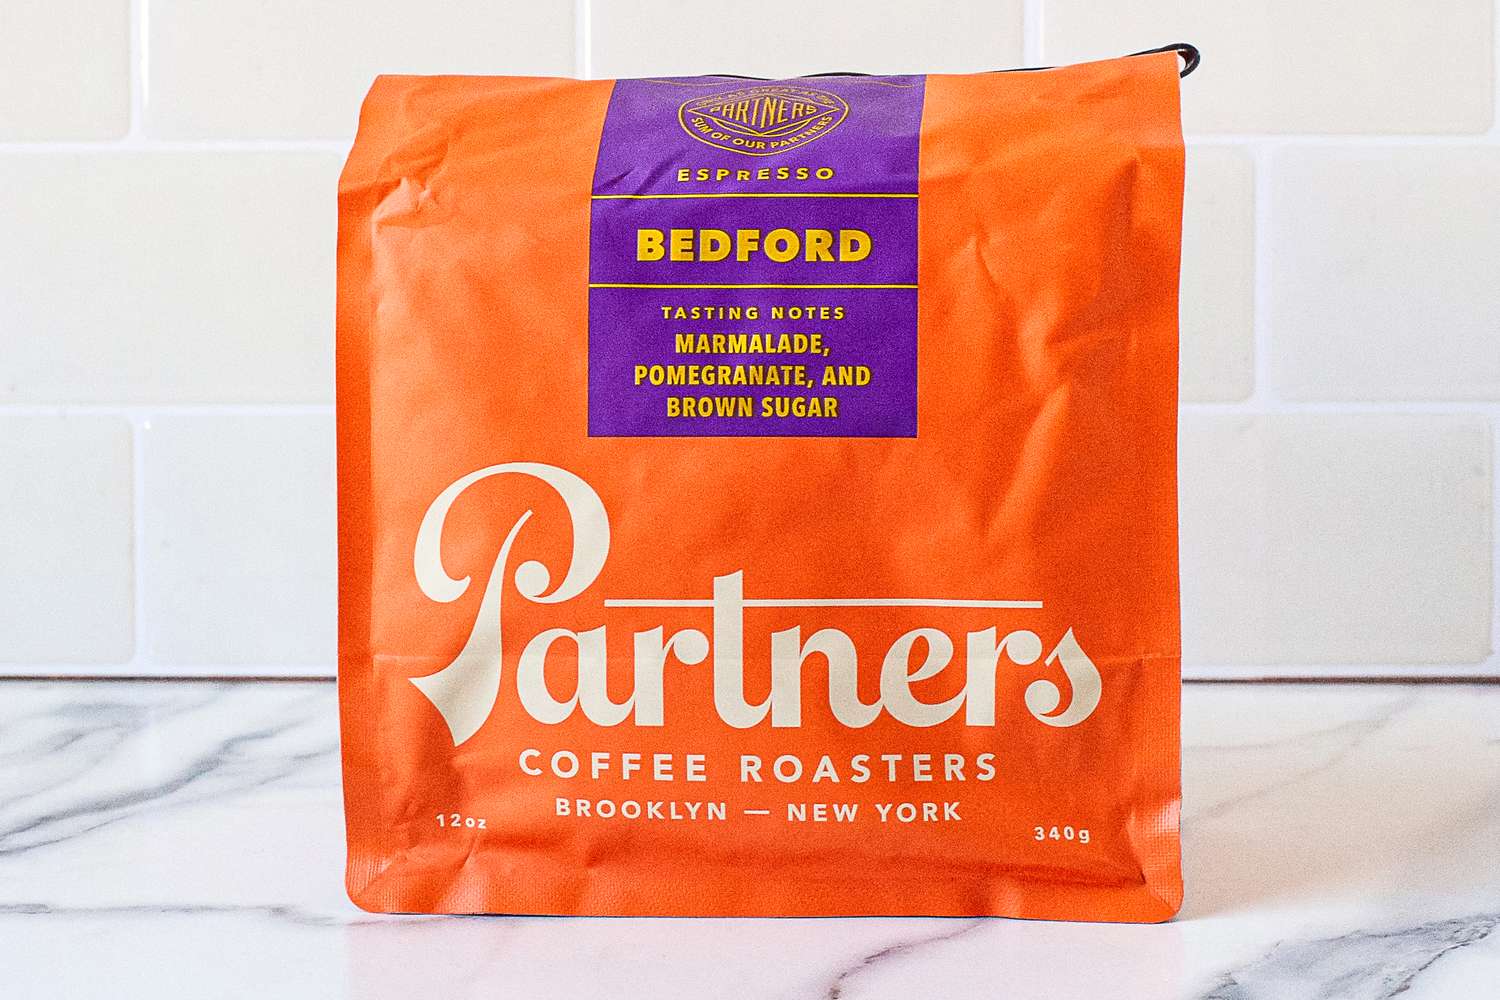 PARTNERS
SUM OF OUR PARTNERS
ESPRESSO
BEDFORD
TASTING NOTES
MARMALADE,
POMEGRANATE, AND
BROWN SUGAR
Partners
COFFEE ROASTERS
BROOKLYN — NEW YORK
12oz
340g